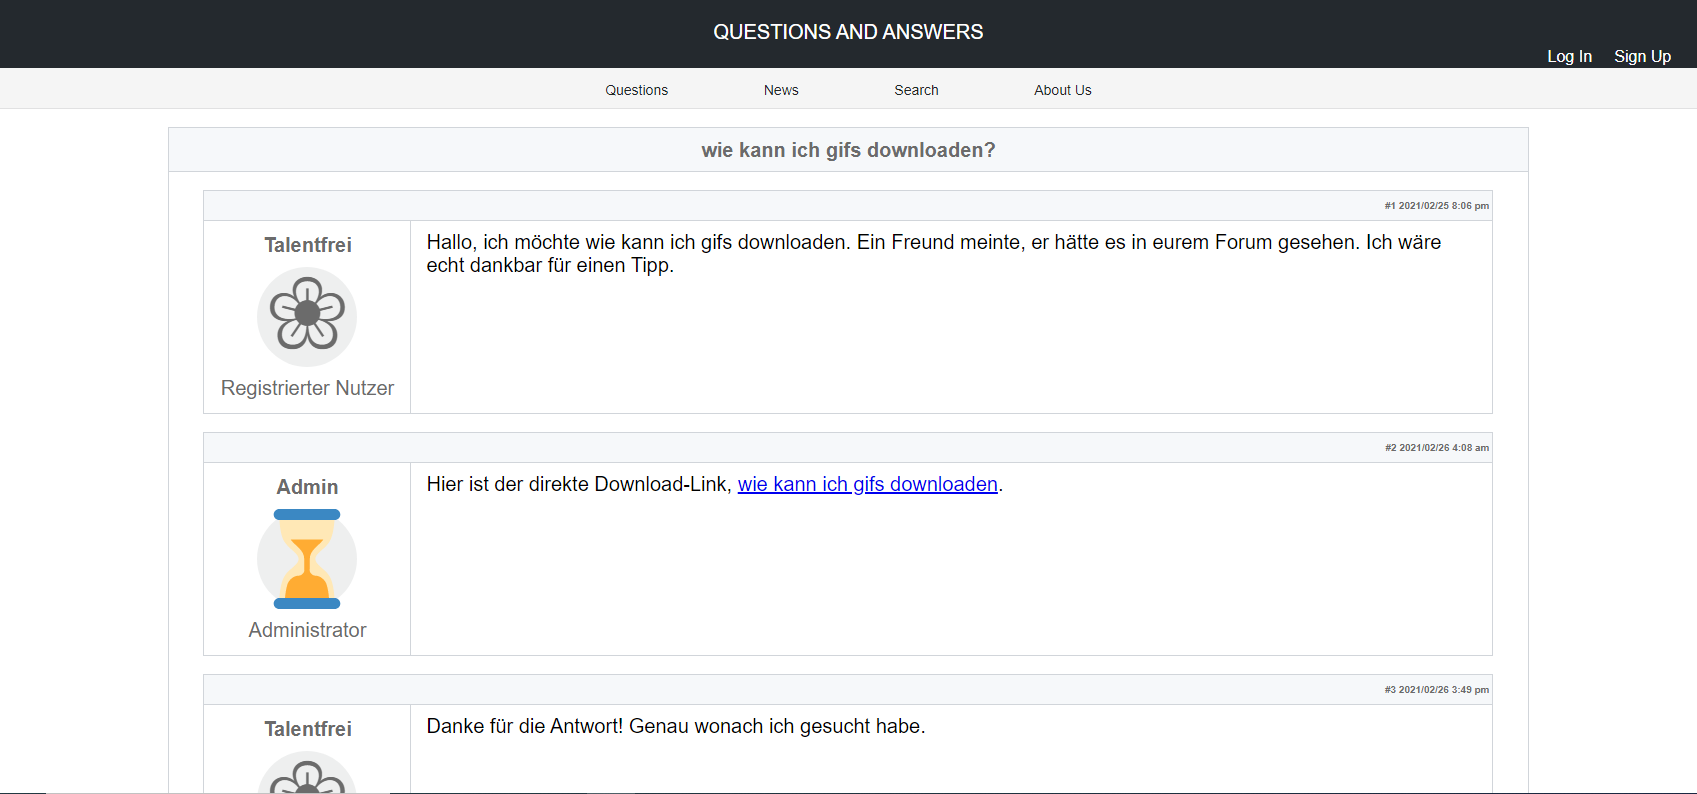 QUESTIONS AND ANSWERS
Log In Sign Up
Questions News Search About Us
wie kann ich gifs downloaden?
#1 2021/02/25 8:06 pm
Talentfrei
Hallo, ich möchte wie kann ich gifs downloaden. Ein Freund meinte, er hätte es in eurem Forum gesehen. Ich wäre
echt dankbar für einen Tipp.
Registrierter Nutzer
#2 2021/02/26 4:08 am
Admin
Hier ist der direkte Download-Link, wie kann ich gifs downloaden.
Administrator
#3 2021/02/26 3:49 pm
Talentfrei
Danke für die Antwort! Genau wonach ich gesucht habe.